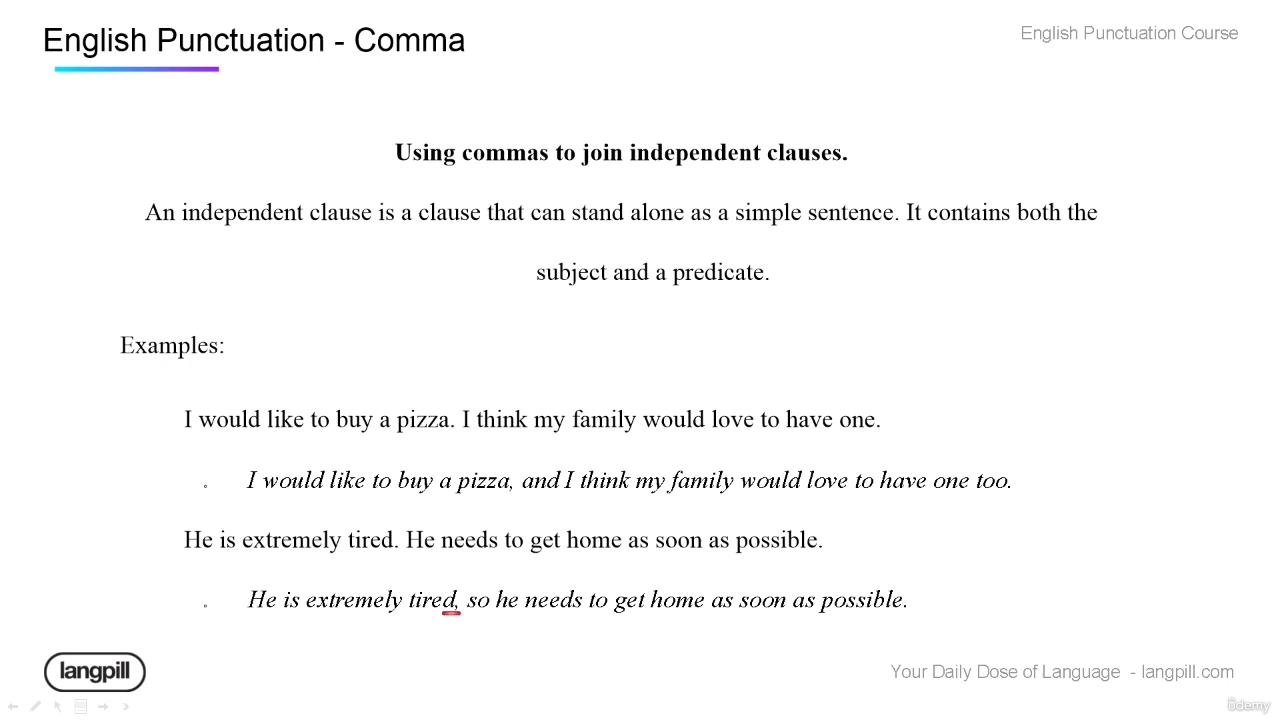 English Punctuation - Comma
English Punctuation Course
Using commas to join independent clauses.
An independent clause is a clause that can stand alone as a simple sentence. It contains both the
subject and a predicate.
Examples:
I would like to buy a pizza. I think my family would love to have one.
I would like to buy a pizza, and I think my family would love to have one too.
He is extremely tired. He needs to get home as soon as possible.
He is extremely tired, so he needs to get home as soon as possible.
langpill
Your Daily Dose of Language - langpill.com
ûdemy